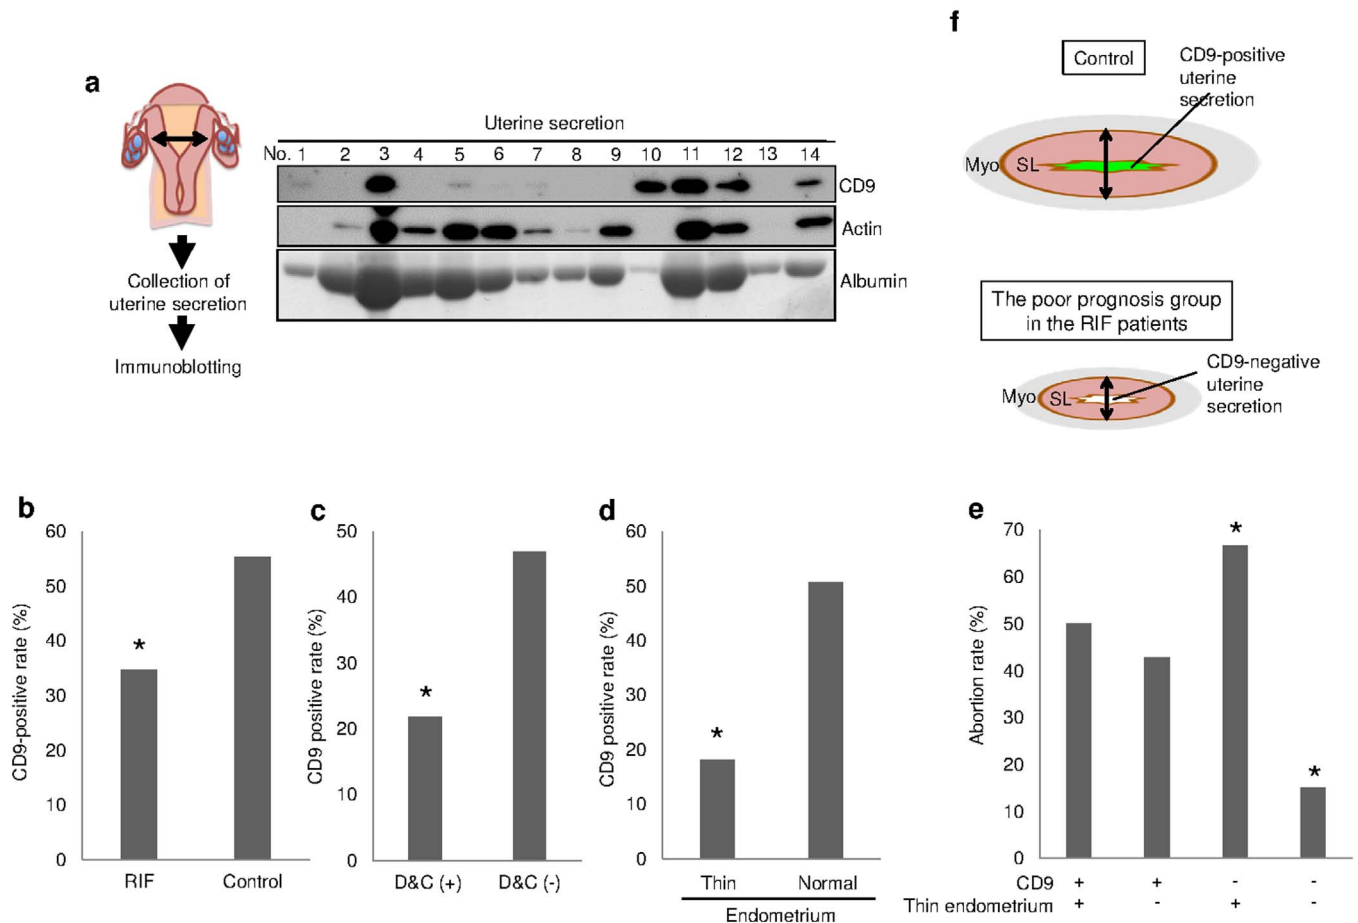 a
Uterine secretion
No. 1 2 3 4 5 6 7 8 9 10 11 12 13 14
CD9
Actin
Albumin
Collection of
uterine secretion
Immunoblotting
f
Control
CD9-positive
uterine
secretion
Myo SL
The poor prognosis group
in the RIF patients
CD9-negative
uterine
secretion
Myo SL
b
CD9-positive rate (%)
60
50
40
30
20
10
0
*
RIF Control
c
CD9 positive rate (%)
50
40
30
20
10
0
*
D&C (+) D&C (-)
d
CD9 positive rate (%)
60
50
40
30
20
10
0
*
Thin Normal
Endometrium
e
Abortion rate (%)
70
60
50
40
30
20
10
0
*
*
CD9 + + - -
Thin endometrium + - + -